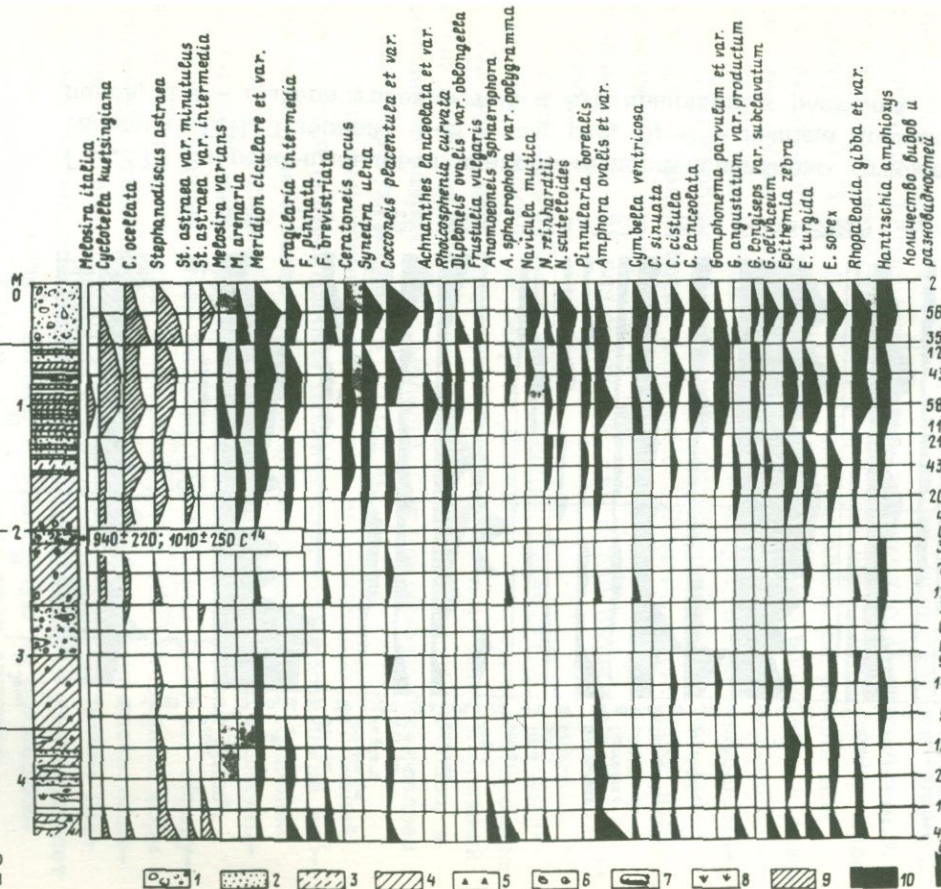 Melosira italica
Cyclotella kuetsingiana
C. ocellata
Stephanodiscus astraea
St. astraea var. minutulus
St. astraea var. intermedia
Melosira varians
M. arenaria
Meridion ciculare et var.
Fragilaria intermedia
F. pinnata
F. brevistriata
Ceratoneis arcus
Synedra ulna
Cocconeis placentula et var.
Achnanthes lanceolata et var.
Rhoicosphenia curvata
Diploneis ovalis var. oblongella
Frustulia vulgaris
Anomoeoneis sphaerophora
A. sphaerophora var. polygramma
Navicula mutica
N. reinhardtii
N. scutelloides
Pinnularia borealis
Amphora ovalis et var.
Cymbella ventricosa
C. sinuata
C. cistula
C. lanceolata
Gomphonema parvulum et var.
G. angustatum var. productum
G. longiseps var. subclavatum
G. olivaceum
Epithemia zebra
E. turgida
E. sorex
Rhopalodia gibba et var.
Hantzschia amphioxys
Количество видов и
разновидностей
М
0
2
56
35
12
43
1
58
11
21
43
20
2
940±220; 1010±250 C14
3
4
2
1
4
1 2 3 4 5 6 7 8 9 10